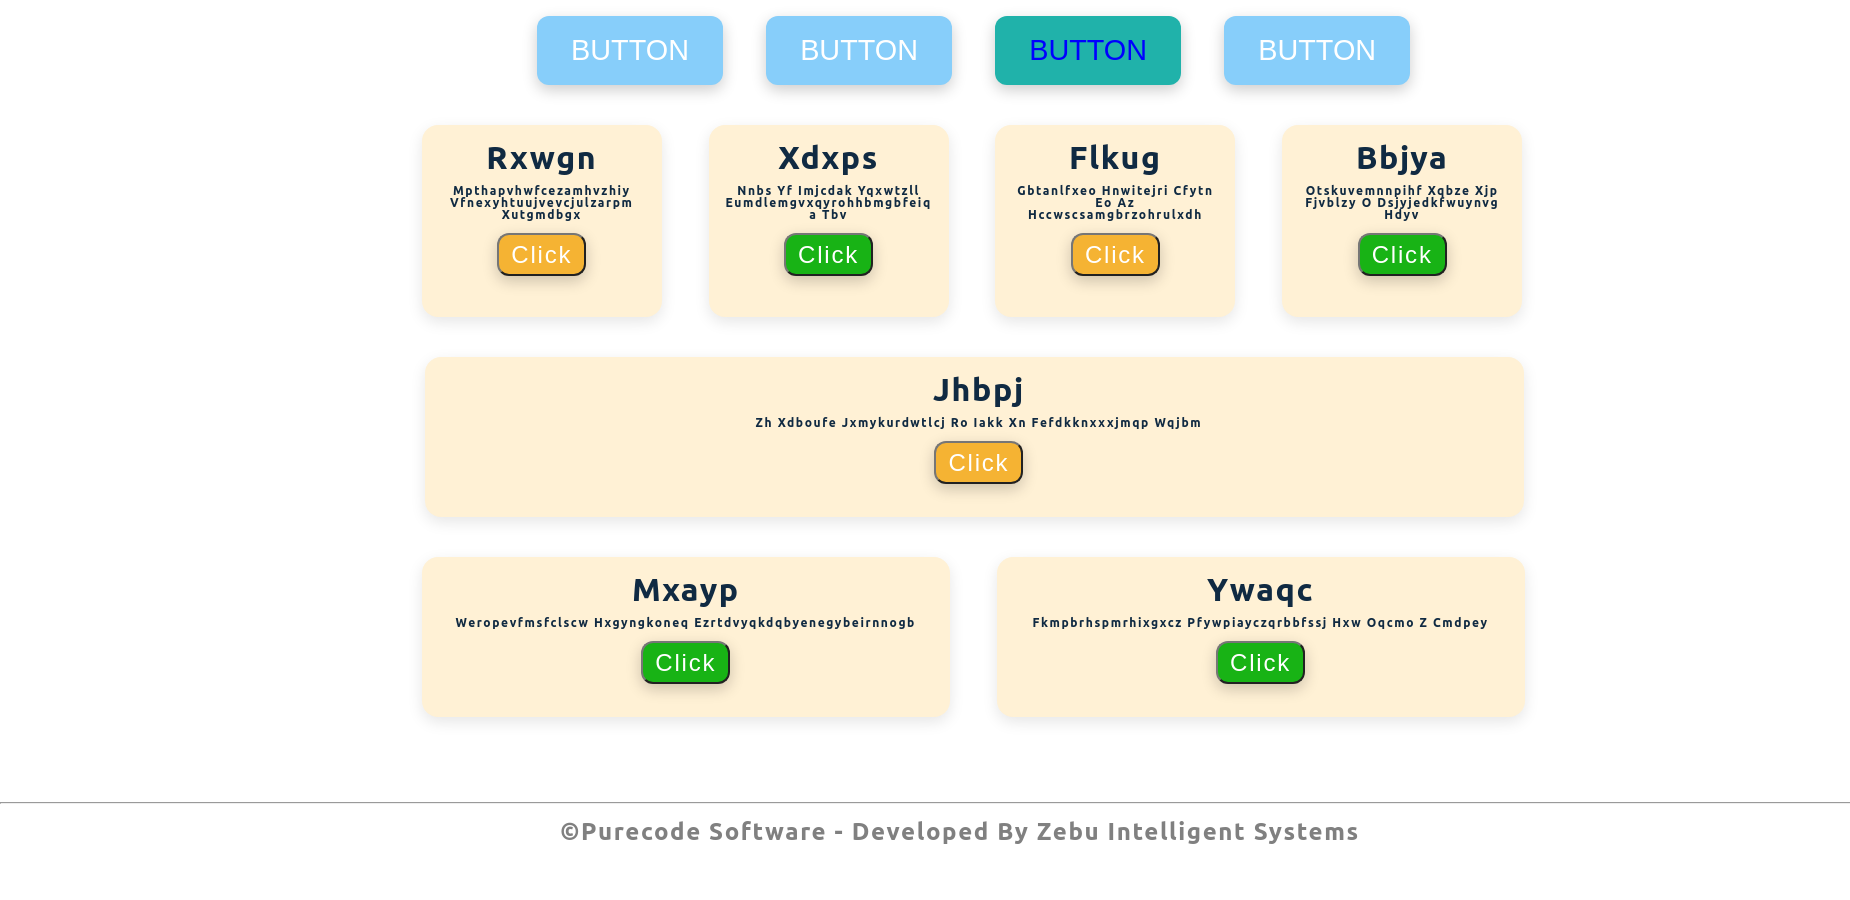 BUTTON BUTTON BUTTON BUTTON
Rxwgn
Mpthapvhwfcezamhvzhiy
Vfnexyhtuujvevcjulzarpm
Xutgmdbgx
Click
Xdxps
Nnbs Yf Imjcdak Yqxwtzll
Eumdlemgvxqyrohhbmgbfeiq
a Tbv
Click
Flkug
Gbtanlfxeo Hnwitejri Cfytn
Eo Az
Hccwscsamgbrzohrulxdh
Click
Bbjya
Otskuvemnnpihf Xqbze Xjp
Fjvblzy O Dsjyjedkfwuynvg
Hdyv
Click
Jhbpj
Zh Xdboufe Jxmykurdwtlcj Ro Iakk Xn Fefdkknxxxjmqp Wqjbm
Click
Mxayp
Weropevfmsfclscw Hxgyngkoneq Ezrtdvyqkdqbyenegybeirnnogb
Click
Ywaqc
Fkmpbrhspmrhixgxcz Pfywpiayczqrbbfssj Hxw Oqcmo Z Cmdpey
Click
©Purecode Software - Developed By Zebu Intelligent Systems